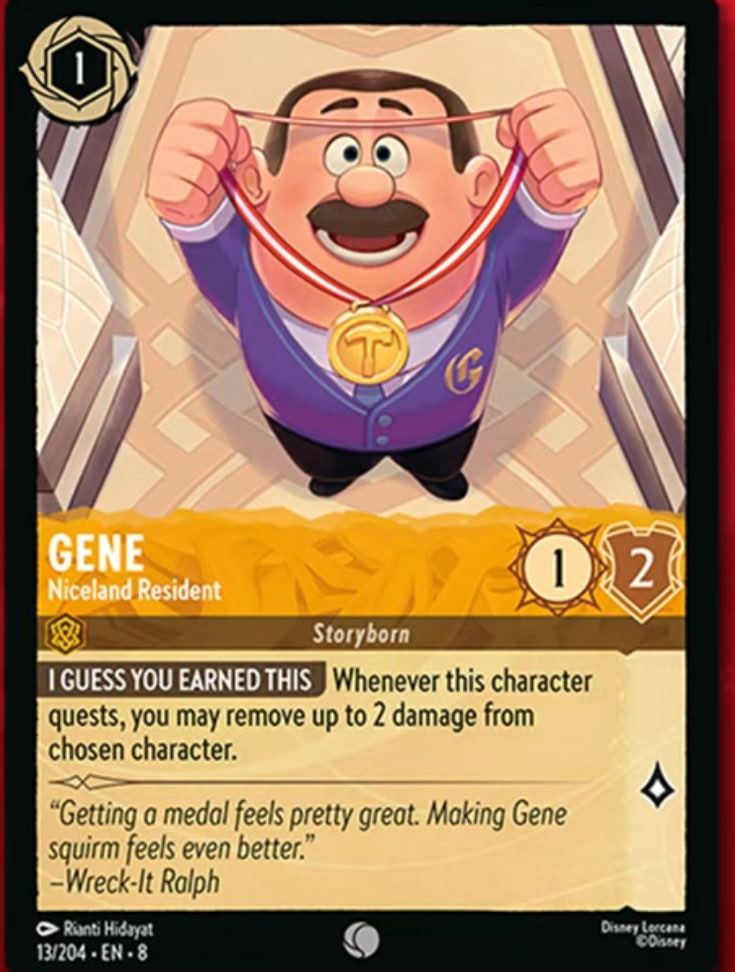 1
G
GENE
Niceland Resident
1
2
Storyborn
I GUESS YOU EARNED THIS Whenever this character
quests, you may remove up to 2 damage from
chosen character.
“Getting a medal feels pretty great. Making Gene
squirm feels even better.”
–Wreck-It Ralph
Rianti Hidayat
13/204 • EN • 8
Disney Lorcana
©Disney